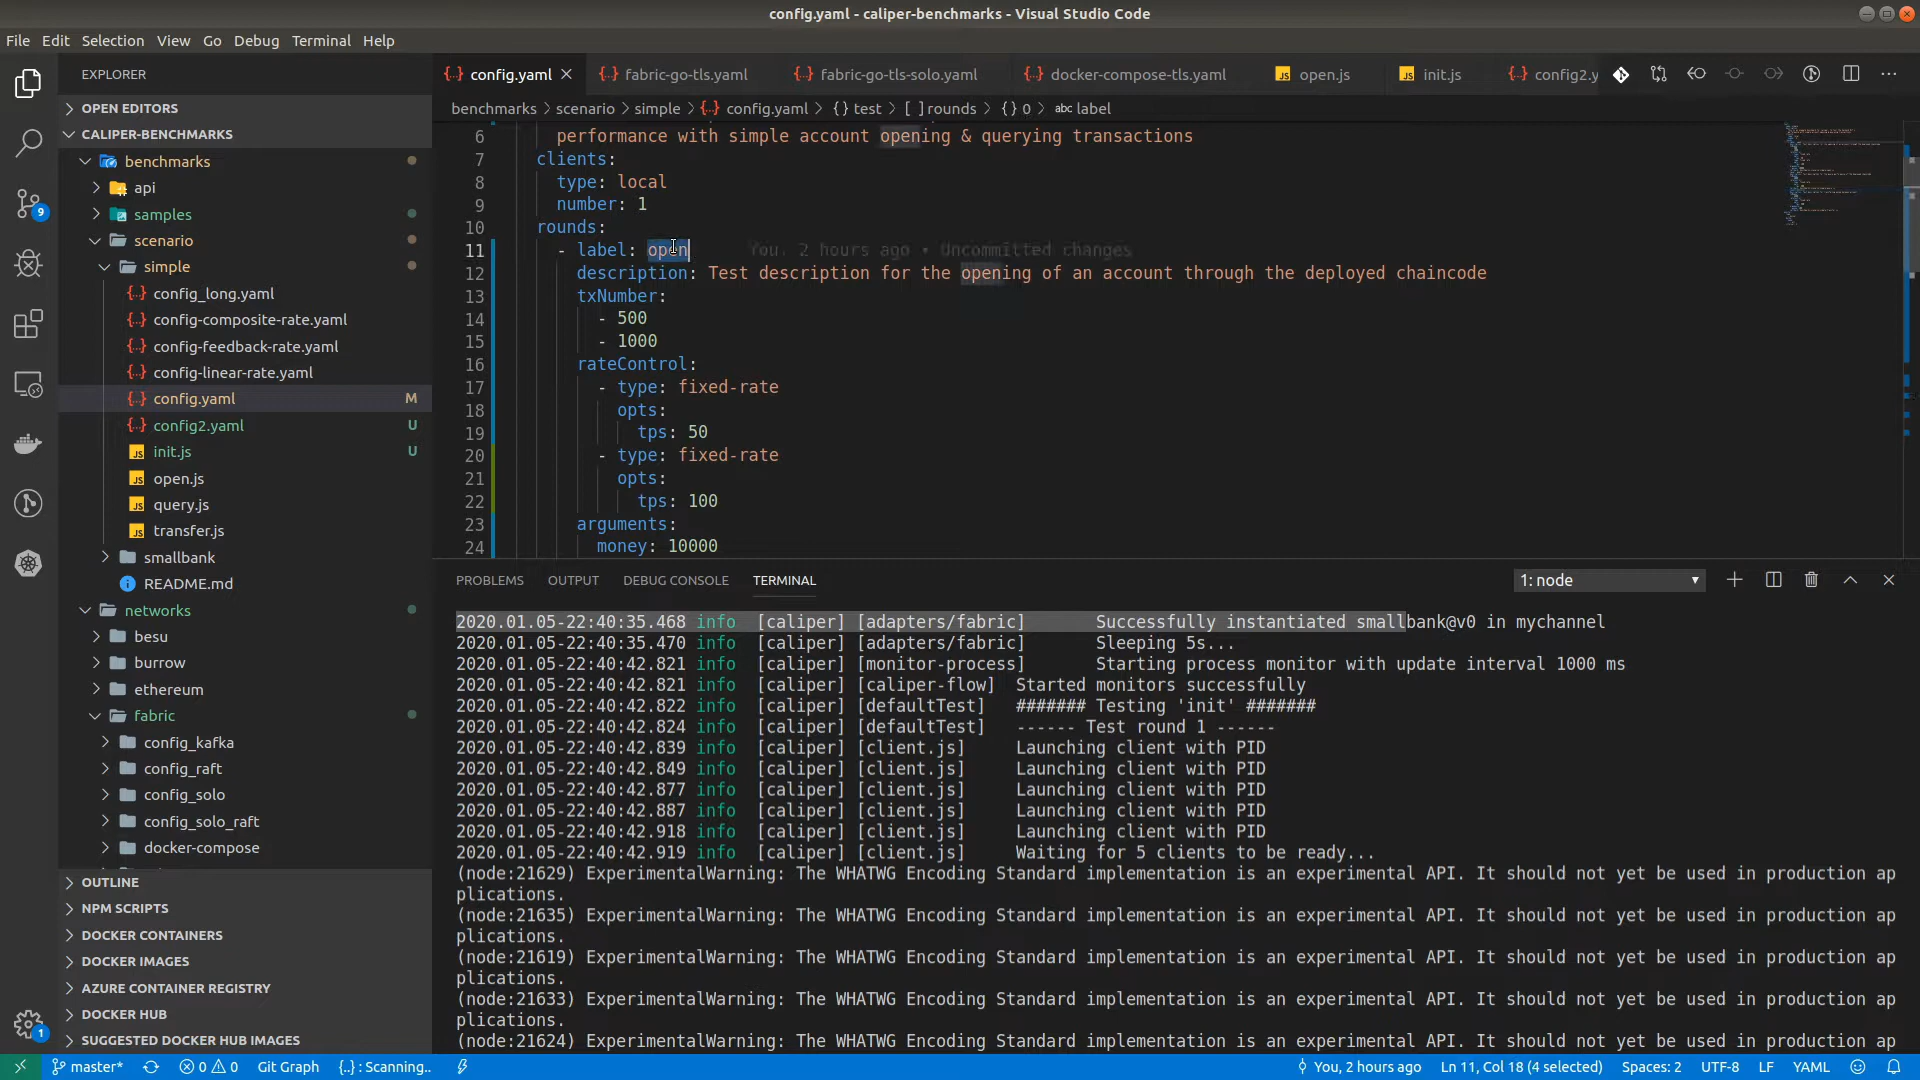 config.yaml - caliper-benchmarks - Visual Studio Code
File Edit Selection View Go Debug Terminal Help
EXPLORER
OPEN EDITORS
CALIPER-BENCHMARKS
benchmarks
api
samples
scenario
simple
config_long.yaml
config-composite-rate.yaml
config-feedback-rate.yaml
config-linear-rate.yaml
config.yaml M
config2.yaml U
init.js U
open.js
query.js
transfer.js
smallbank
README.md
networks
besu
burrow
ethereum
fabric
config_kafka
config_raft
config_solo
config_solo_raft
docker-compose
OUTLINE
NPM SCRIPTS
DOCKER CONTAINERS
DOCKER IMAGES
AZURE CONTAINER REGISTRY
DOCKER HUB
SUGGESTED DOCKER HUB IMAGES
9
1
config.yaml fabric-go-tls.yaml fabric-go-tls-solo.yaml docker-compose-tls.yaml open.js init.js config2.y
benchmarks > scenario > simple > config.yaml > {} test > [ ] rounds > {} 0 > abc label
6 performance with simple account opening & querying transactions
7 clients:
8 type: local
9 number: 1
10 rounds:
11 - label: open You, 2 hours ago • Uncommitted changes
12 description: Test description for the opening of an account through the deployed chaincode
13 txNumber:
14 - 500
15 - 1000
16 rateControl:
17 - type: fixed-rate
18 opts:
19 tps: 50
20 - type: fixed-rate
21 opts:
22 tps: 100
23 arguments:
24 money: 10000
PROBLEMS OUTPUT DEBUG CONSOLE TERMINAL 1: node
2020.01.05-22:40:35.468 info [caliper] [adapters/fabric] Successfully instantiated smallbank@v0 in mychannel
2020.01.05-22:40:35.470 info [caliper] [adapters/fabric] Sleeping 5s...
2020.01.05-22:40:42.821 info [caliper] [monitor-process] Starting process monitor with update interval 1000 ms
2020.01.05-22:40:42.821 info [caliper] [caliper-flow] Started monitors successfully
2020.01.05-22:40:42.822 info [caliper] [defaultTest] ####### Testing 'init' #######
2020.01.05-22:40:42.824 info [caliper] [defaultTest] ------ Test round 1 ------
2020.01.05-22:40:42.839 info [caliper] [client.js] Launching client with PID
2020.01.05-22:40:42.849 info [caliper] [client.js] Launching client with PID
2020.01.05-22:40:42.877 info [caliper] [client.js] Launching client with PID
2020.01.05-22:40:42.887 info [caliper] [client.js] Launching client with PID
2020.01.05-22:40:42.918 info [caliper] [client.js] Launching client with PID
2020.01.05-22:40:42.919 info [caliper] [client.js] Waiting for 5 clients to be ready...
(node:21629) ExperimentalWarning: The WHATWG Encoding Standard implementation is an experimental API. It should not yet be used in production ap
plications.
(node:21635) ExperimentalWarning: The WHATWG Encoding Standard implementation is an experimental API. It should not yet be used in production ap
plications.
(node:21619) ExperimentalWarning: The WHATWG Encoding Standard implementation is an experimental API. It should not yet be used in production ap
plications.
(node:21633) ExperimentalWarning: The WHATWG Encoding Standard implementation is an experimental API. It should not yet be used in production ap
plications.
(node:21624) ExperimentalWarning: The WHATWG Encoding Standard implementation is an experimental API. It should not yet be used in production ap
master* 0 0 Git Graph {..} : Scanning.. You, 2 hours ago Ln 11, Col 18 (4 selected) Spaces: 2 UTF-8 LF YAML